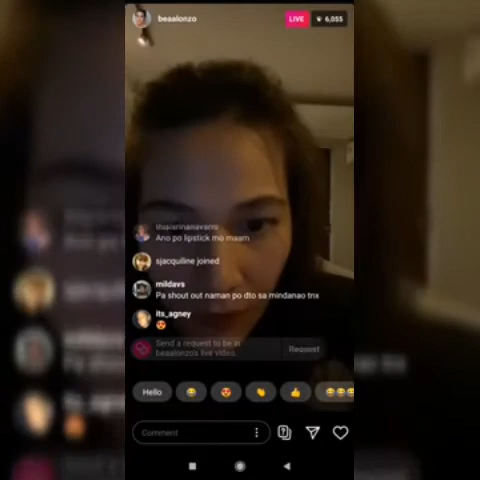 beaalonzo
LIVE
6,055
Ano po lipstick mo maam
sjacquiline joined
mildavs
Pa shout out naman po dto sa mindanao tnx
its_agney
Send a request to be in
beaalonzo's live video.
Request
Hello
Comment